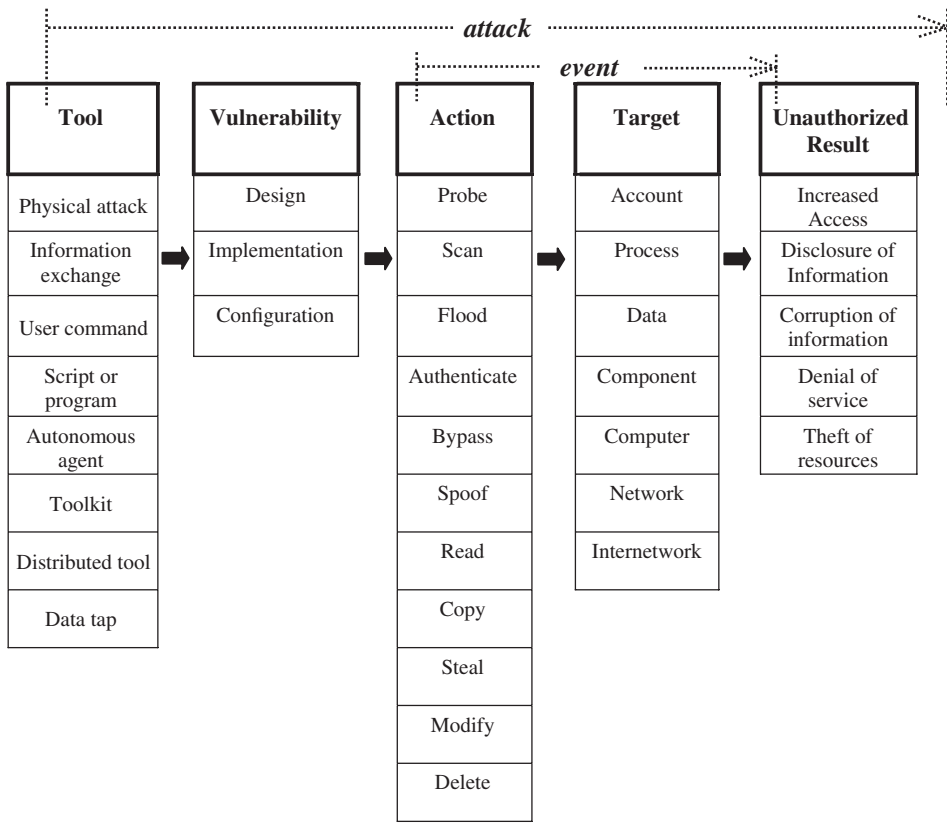 attack
event
Tool
Vulnerability
Action
Target
Unauthorized
Result
Physical attack
Information
exchange
User command
Script or
program
Autonomous
agent
Toolkit
Distributed tool
Data tap
Design
Implementation
Configuration
Probe
Scan
Flood
Authenticate
Bypass
Spoof
Read
Copy
Steal
Modify
Delete
Account
Process
Data
Component
Computer
Network
Internetwork
Increased
Access
Disclosure of
Information
Corruption of
information
Denial of
service
Theft of
resources